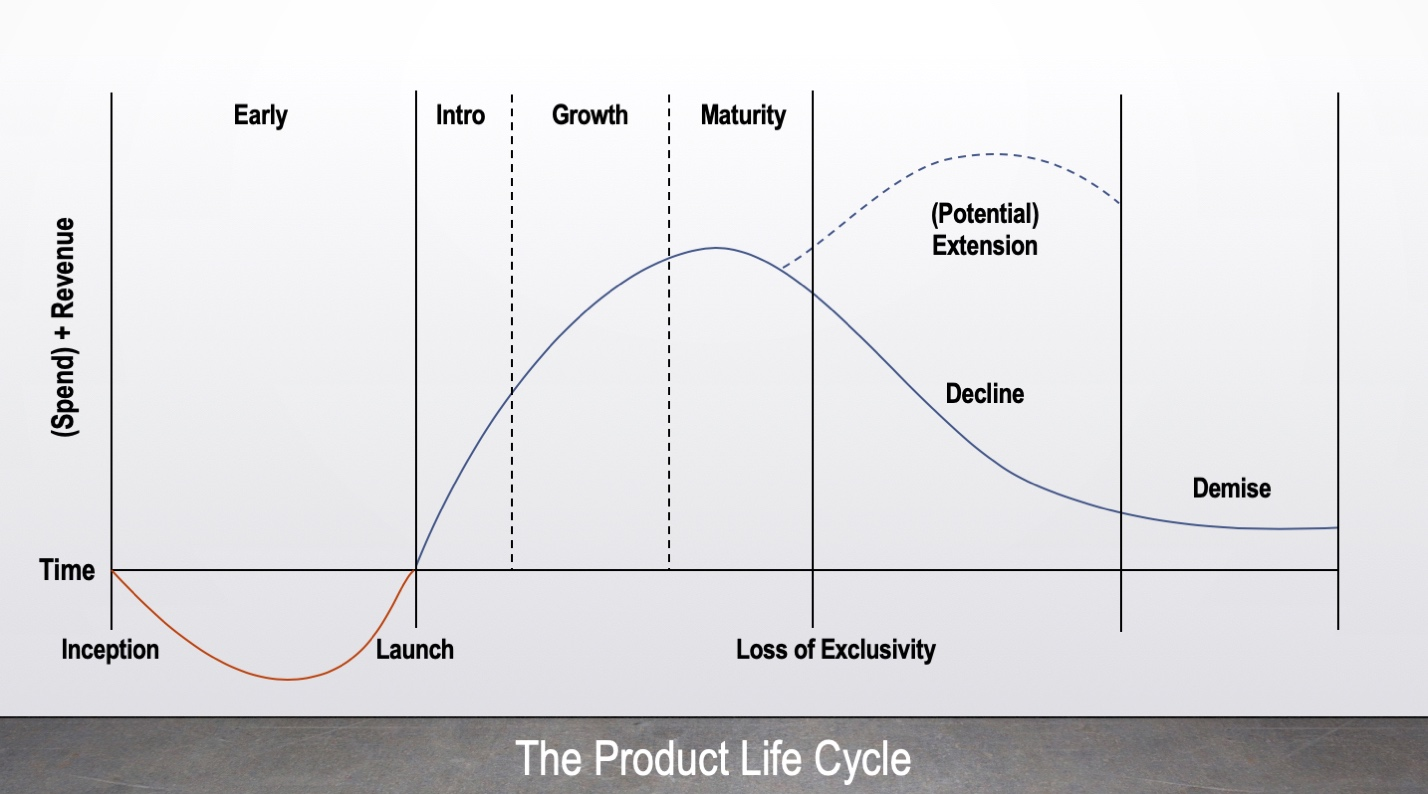 Early
Intro
Growth
Maturity
(Potential)
Extension
(Spend) + Revenue
Decline
Demise
Time
Inception
Launch
Loss of Exclusivity
The Product Life Cycle